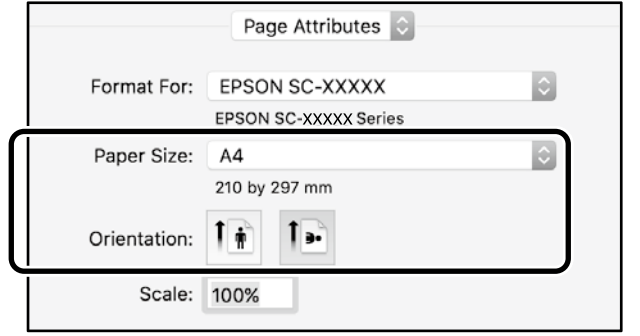 Page Attributes
Format For: EPSON SC-XXXXX
EPSON SC-XXXXX Series
Paper Size: A4
210 by 297 mm
Orientation:
Scale: 100%